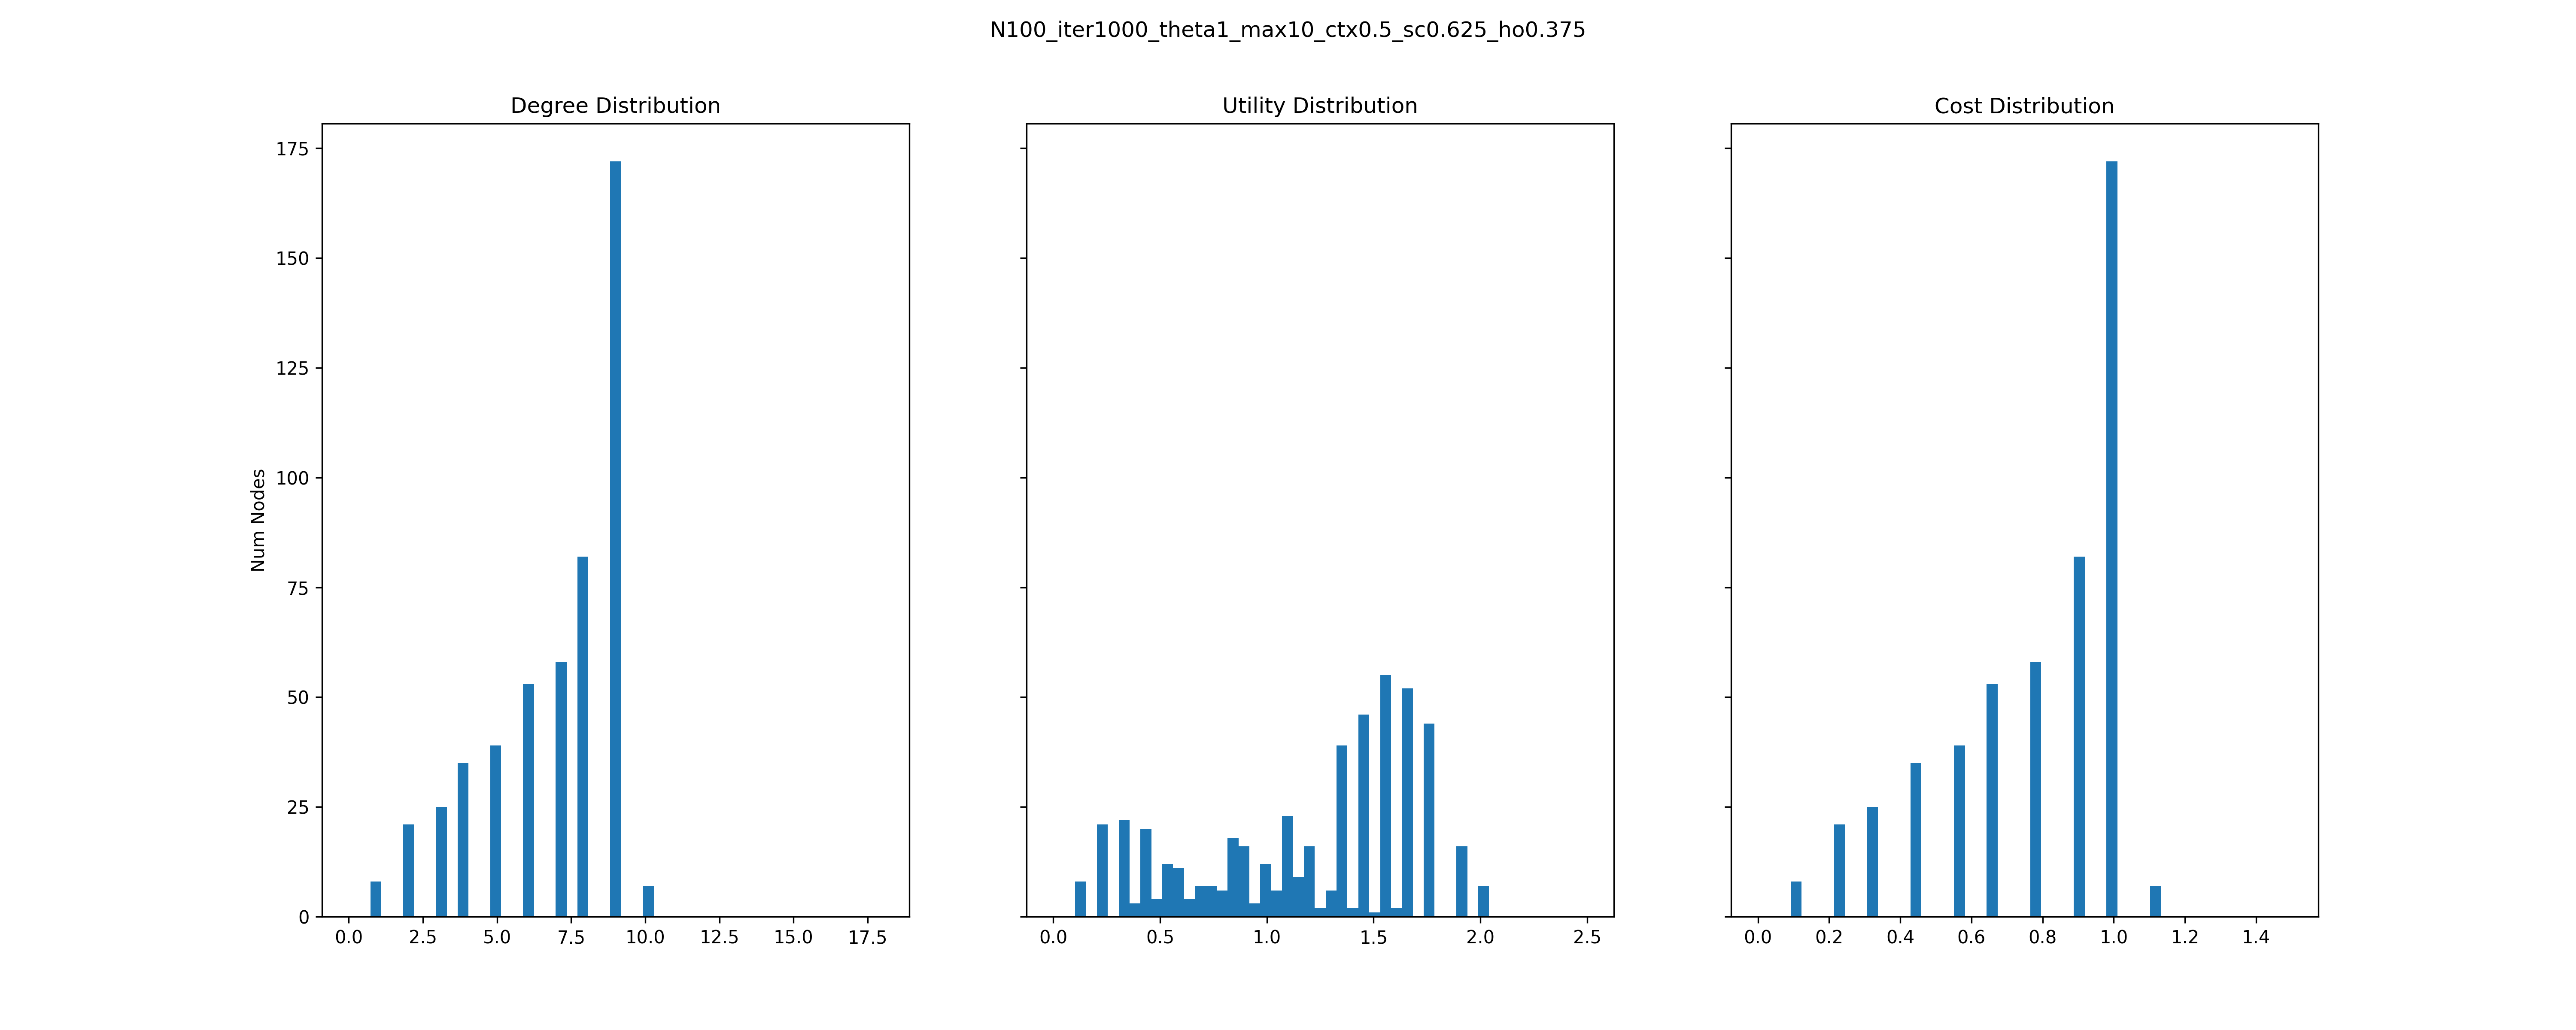 N100_iter1000_theta1_max10_ctx0.5_sc0.625_ho0.375
Degree Distribution
Utility Distribution
Cost Distribution
Num Nodes
175
150
125
100
75
50
25
0
0.0 2.5 5.0 7.5 10.0 12.5 15.0 17.5
0.0 0.5 1.0 1.5 2.0 2.5
0.0 0.2 0.4 0.6 0.8 1.0 1.2 1.4